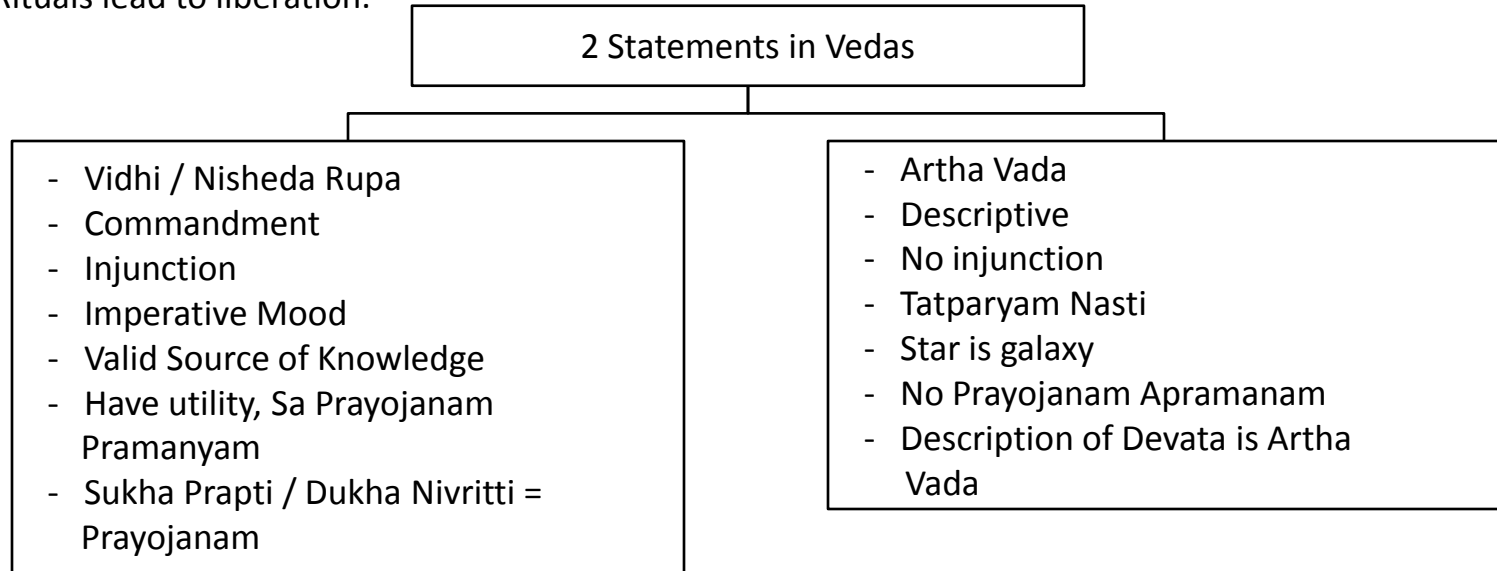 Rituals lead to liberation.
2 Statements in Vedas
- Vidhi / Nisheda Rupa
- Commandment
- Injunction
- Imperative Mood
- Valid Source of Knowledge
- Have utility, Sa Prayojanam
Pramanyam
- Sukha Prapti / Dukha Nivritti =
Prayojanam
- Artha Vada
- Descriptive
- No injunction
- Tatparyam Nasti
- Star is galaxy
- No Prayojanam Apramanam
- Description of Devata is Artha
Vada